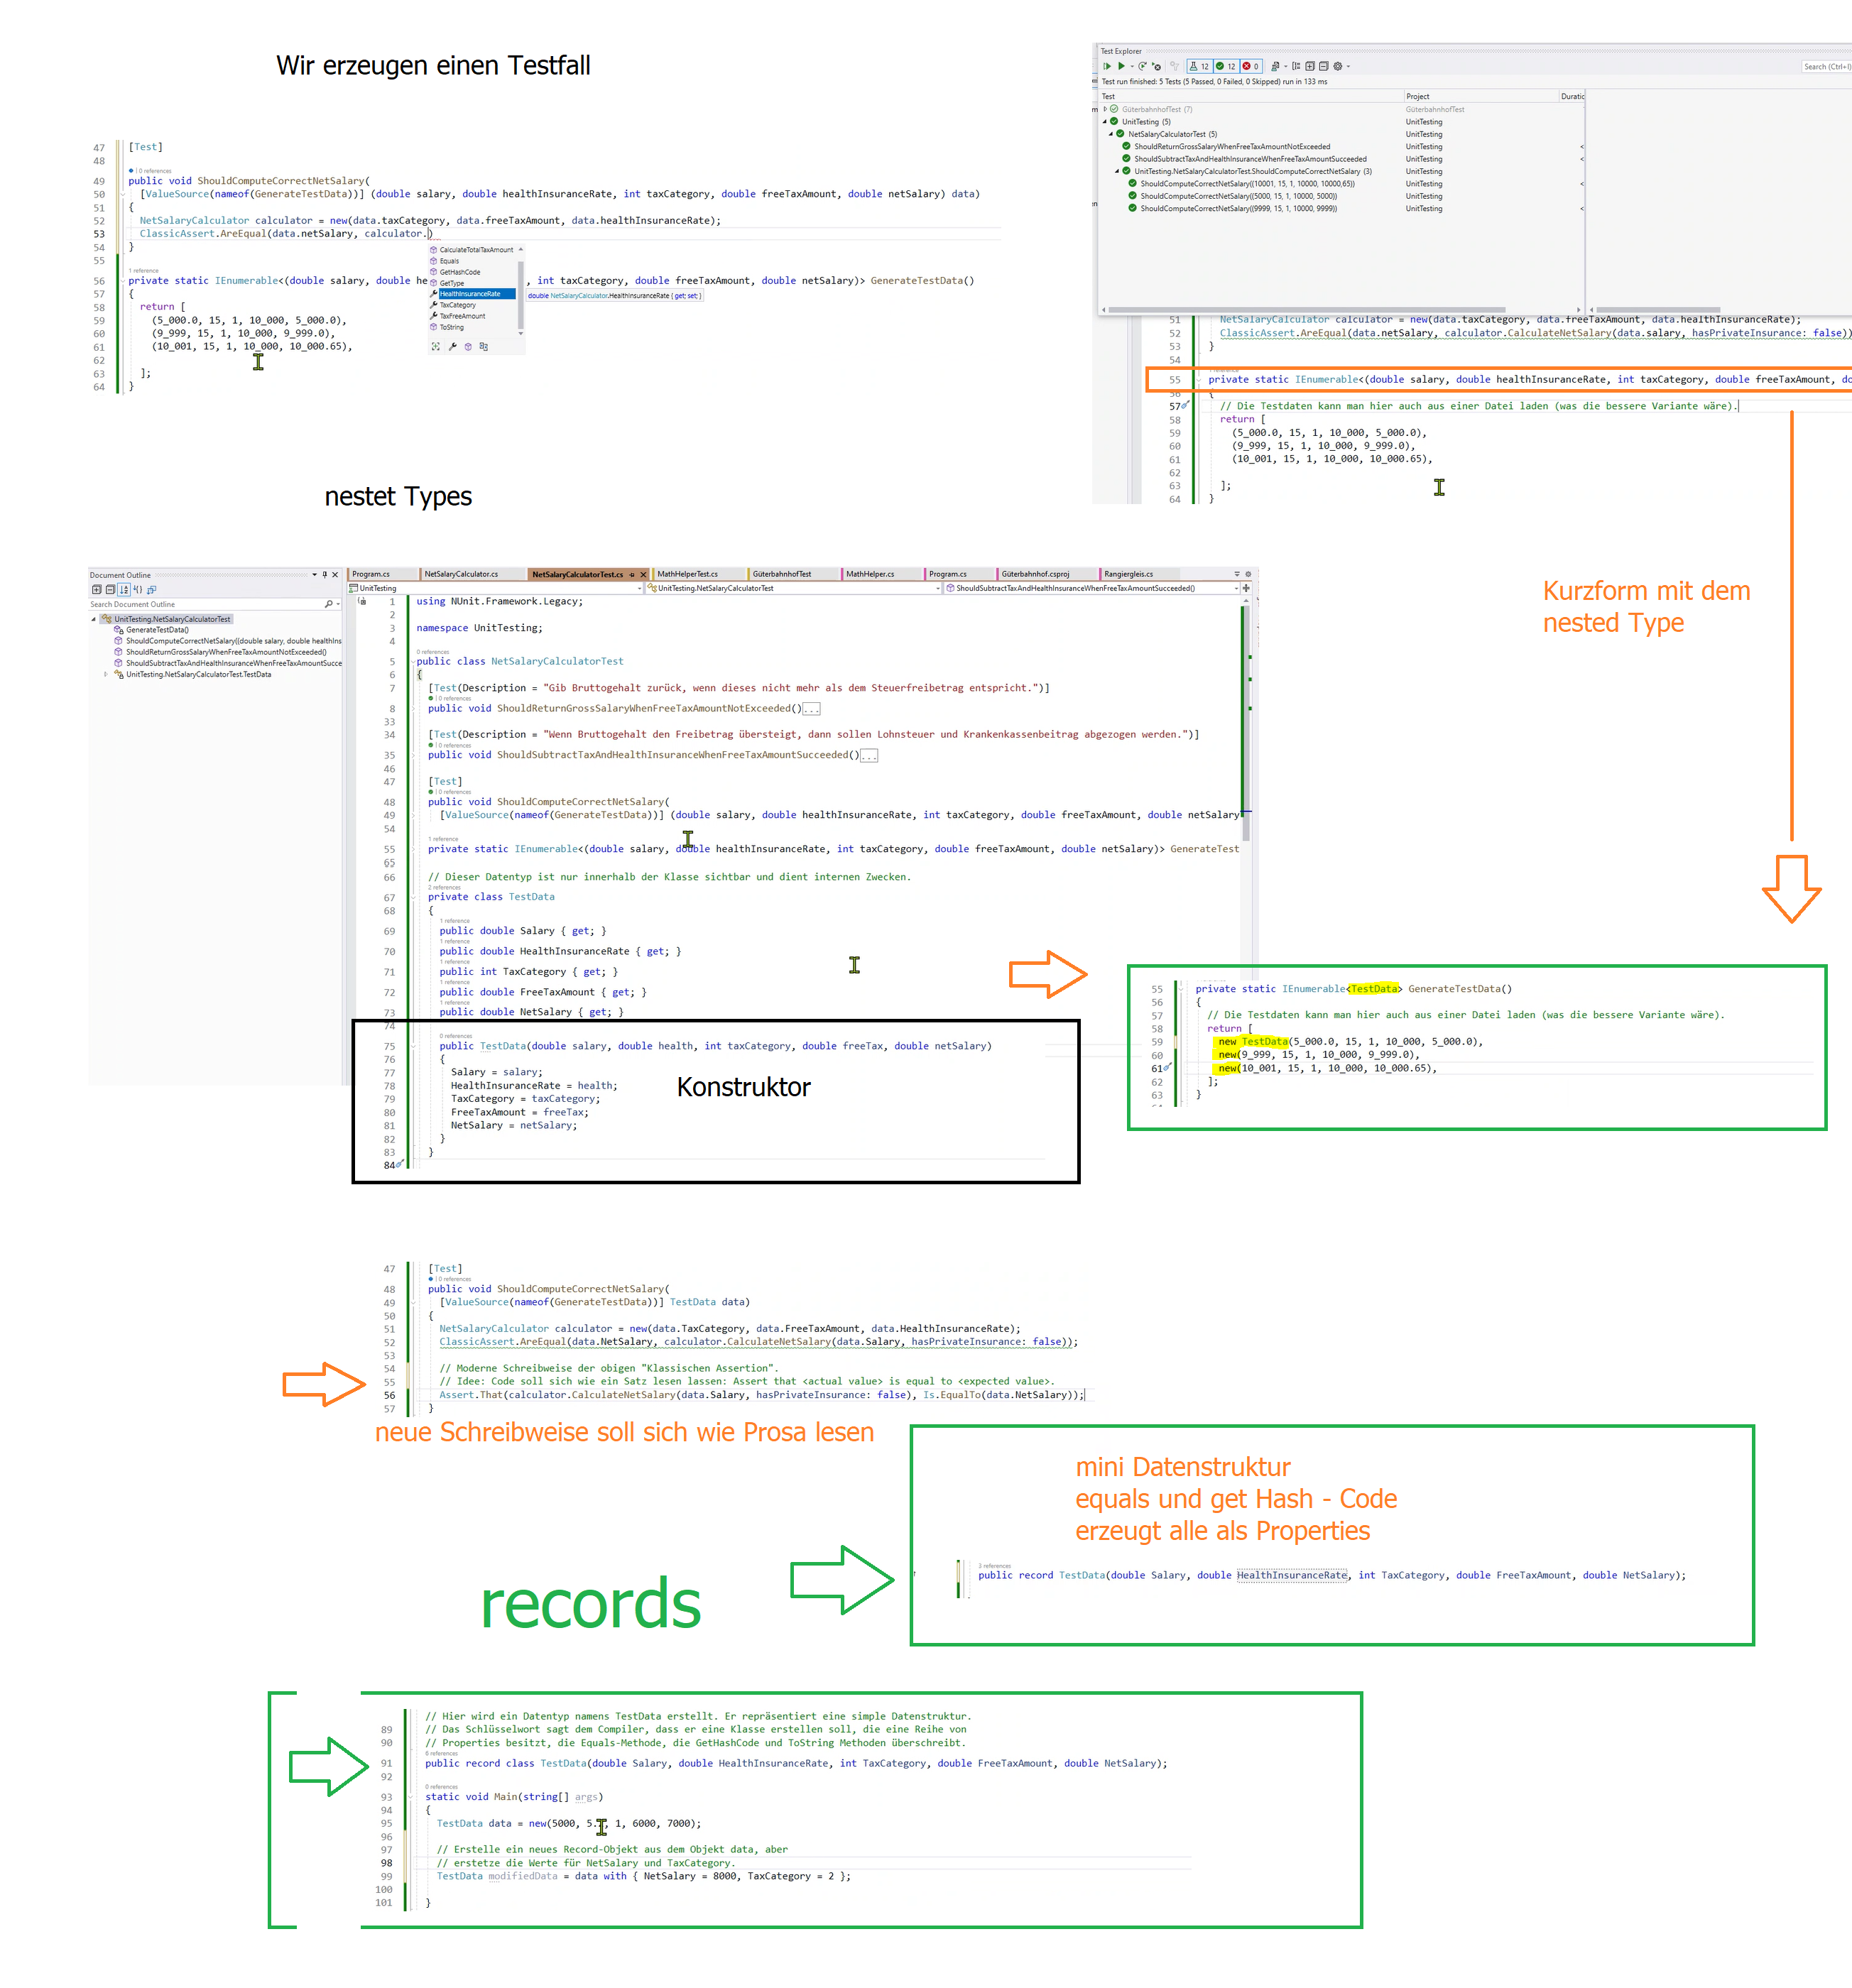 Wir erzeugen einen Testfall
47 [Test]
48
0 references
49 public void ShouldComputeCorrectNetSalary(
50 [ValueSource(nameof(GenerateTestData))] (double salary, double healthInsuranceRate, int taxCategory, double freeTaxAmount, double netSalary) data)
51 {
52 NetSalaryCalculator calculator = new(data.taxCategory, data.freeTaxAmount, data.healthInsuranceRate);
53 ClassicAssert.AreEqual(data.netSalary, calculator.)
54 }
CalculateTotalTaxAmount
55
Equals
1 reference
GetHashCode
56 private static IEnumerable<(double salary, double he , int taxCategory, double freeTaxAmount, double netSalary)> GenerateTestData()
GetType
57 {
HealthInsuranceRate
double NetSalaryCalculator.HealthInsuranceRate { get; set; }
58 return [
TaxCategory
59 (5_000.0, 15, 1, 10_000, 5_000.0),
TaxFreeAmount
60 (9_999, 15, 1, 10_000, 9_999.0),
ToString
61 (10_001, 15, 1, 10_000, 10_000.65),
62
63 ];
64 }
Test Explorer
12 12 0
Search (Ctrl+I)
Test run finished: 5 Tests (5 Passed, 0 Failed, 0 Skipped) run in 133 ms
Test Project Duratic
GüterbahnhofTest (7) GüterbahnhofTest
UnitTesting (5) UnitTesting
NetSalaryCalculatorTest (5) UnitTesting
ShouldReturnGrossSalaryWhenFreeTaxAmountNotExceeded UnitTesting <
ShouldSubtractTaxAndHealthInsuranceWhenFreeTaxAmountSucceeded UnitTesting <
UnitTesting.NetSalaryCalculatorTest.ShouldComputeCorrectNetSalary (3) UnitTesting
ShouldComputeCorrectNetSalary((10001, 15, 1, 10000, 10000,65)) UnitTesting <
ShouldComputeCorrectNetSalary((5000, 15, 1, 10000, 5000)) UnitTesting
ShouldComputeCorrectNetSalary((9999, 15, 1, 10000, 9999)) UnitTesting <
51 NetSalaryCalculator calculator = new(data.taxCategory, data.freeTaxAmount, data.healthInsuranceRate);
52 ClassicAssert.AreEqual(data.netSalary, calculator.CalculateNetSalary(data.salary, hasPrivateInsurance: false))
53 }
54
55 private static IEnumerable<(double salary, double healthInsuranceRate, int taxCategory, double freeTaxAmount, do
56 {
57 // Die Testdaten kann man hier auch aus einer Datei laden (was die bessere Variante wäre).
58 return [
59 (5_000.0, 15, 1, 10_000, 5_000.0),
60 (9_999, 15, 1, 10_000, 9_999.0),
61 (10_001, 15, 1, 10_000, 10_000.65),
62
63 ];
64 }
nestet Types
Document Outline
Search Document Outline
UnitTesting.NetSalaryCalculatorTest
GenerateTestData()
ShouldComputeCorrectNetSalary((double salary, double healthIns
ShouldReturnGrossSalaryWhenFreeTaxAmountNotExceeded()
ShouldSubtractTaxAndHealthInsuranceWhenFreeTaxAmountSucce
UnitTesting.NetSalaryCalculatorTest.TestData
Program.cs NetSalaryCalculator.cs NetSalaryCalculatorTest.cs MathHelperTest.cs GüterbahnhofTest MathHelper.cs Program.cs Güterbahnhof.csproj Rangiergleis.cs
UnitTesting UnitTesting.NetSalaryCalculatorTest ShouldSubtractTaxAndHealthInsuranceWhenFreeTaxAmountSucceeded()
1 using NUnit.Framework.Legacy;
2
3 namespace UnitTesting;
4
0 references
5 public class NetSalaryCalculatorTest
6 {
7 [Test(Description = "Gib Bruttogehalt zurück, wenn dieses nicht mehr als dem Steuerfreibetrag entspricht.")]
0 references
8 public void ShouldReturnGrossSalaryWhenFreeTaxAmountNotExceeded()...
33
34 [Test(Description = "Wenn Bruttogehalt den Freibetrag übersteigt, dann sollen Lohnsteuer und Krankenkassenbeitrag abgezogen werden.")]
0 references
35 public void ShouldSubtractTaxAndHealthInsuranceWhenFreeTaxAmountSucceeded()...
46
47 [Test]
0 references
48 public void ShouldComputeCorrectNetSalary(
49 [ValueSource(nameof(GenerateTestData))] (double salary, double healthInsuranceRate, int taxCategory, double freeTaxAmount, double netSalary
54
1 reference
55 private static IEnumerable<(double salary, double healthInsuranceRate, int taxCategory, double freeTaxAmount, double netSalary)> GenerateTest
65
66 // Dieser Datentyp ist nur innerhalb der Klasse sichtbar und dient internen Zwecken.
2 references
67 private class TestData
68 {
1 reference
69 public double Salary { get; }
1 reference
70 public double HealthInsuranceRate { get; }
1 reference
71 public int TaxCategory { get; }
1 reference
72 public double FreeTaxAmount { get; }
1 reference
73 public double NetSalary { get; }
74
0 references
75 public TestData(double salary, double health, int taxCategory, double freeTax, double netSalary)
76 {
77 Salary = salary;
78 HealthInsuranceRate = health;
79 TaxCategory = taxCategory;
80 FreeTaxAmount = freeTax;
81 NetSalary = netSalary;
82 }
83 }
84
Konstruktor
Kurzform mit dem
nested Type
55 private static IEnumerable<TestData> GenerateTestData()
56 {
57 // Die Testdaten kann man hier auch aus einer Datei laden (was die bessere Variante wäre).
58 return [
59 new TestData(5_000.0, 15, 1, 10_000, 5_000.0),
60 new(9_999, 15, 1, 10_000, 9_999.0),
61 new(10_001, 15, 1, 10_000, 10_000.65),
62 ];
63 }
47 [Test]
0 references
48 public void ShouldComputeCorrectNetSalary(
49 [ValueSource(nameof(GenerateTestData))] TestData data)
50 {
51 NetSalaryCalculator calculator = new(data.TaxCategory, data.FreeTaxAmount, data.HealthInsuranceRate);
52 ClassicAssert.AreEqual(data.NetSalary, calculator.CalculateNetSalary(data.Salary, hasPrivateInsurance: false));
53
54 // Moderne Schreibweise der obigen "Klassischen Assertion".
55 // Idee: Code soll sich wie ein Satz lesen lassen: Assert that <actual value> is equal to <expected value>.
56 Assert.That(calculator.CalculateNetSalary(data.Salary, hasPrivateInsurance: false), Is.EqualTo(data.NetSalary));
57 }
neue Schreibweise soll sich wie Prosa lesen
mini Datenstruktur
equals und get Hash - Code
erzeugt alle als Properties
3 references
public record TestData(double Salary, double HealthInsuranceRate, int TaxCategory, double FreeTaxAmount, double NetSalary);
records
// Hier wird ein Datentyp namens TestData erstellt. Er repräsentiert eine simple Datenstruktur.
89 // Das Schlüsselwort sagt dem Compiler, dass er eine Klasse erstellen soll, die eine Reihe von
90 // Properties besitzt, die Equals-Methode, die GetHashCode und ToString Methoden überschreibt.
6 references
91 public record class TestData(double Salary, double HealthInsuranceRate, int TaxCategory, double FreeTaxAmount, double NetSalary);
92
0 references
93 static void Main(string[] args)
94 {
95 TestData data = new(5000, 5. , 1, 6000, 7000);
96
97 // Erstelle ein neues Record-Objekt aus dem Objekt data, aber
98 // erstetze die Werte für NetSalary und TaxCategory.
99 TestData modifiedData = data with { NetSalary = 8000, TaxCategory = 2 };
100
101 }